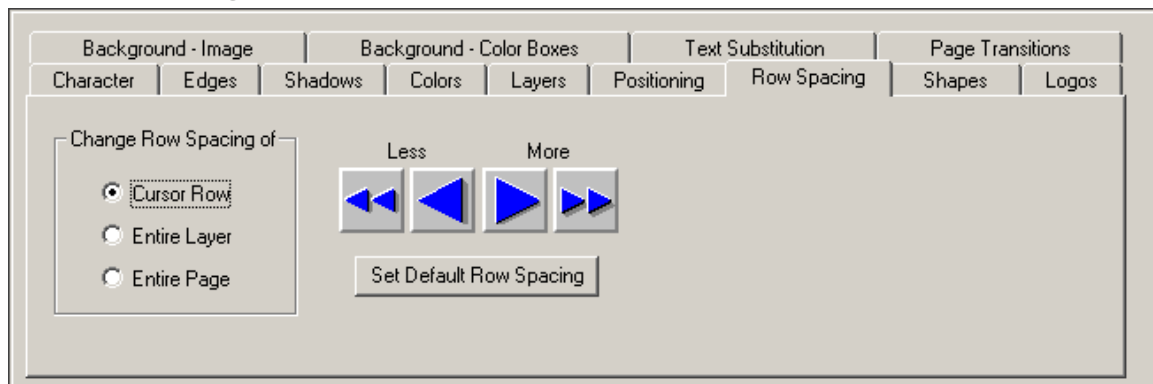 Background - Image Background - Color Boxes Text Substitution Page Transitions
Character Edges Shadows Colors Layers Positioning Row Spacing Shapes Logos
Change Row Spacing of
Cursor Row
Entire Layer
Entire Page
Less More
Set Default Row Spacing